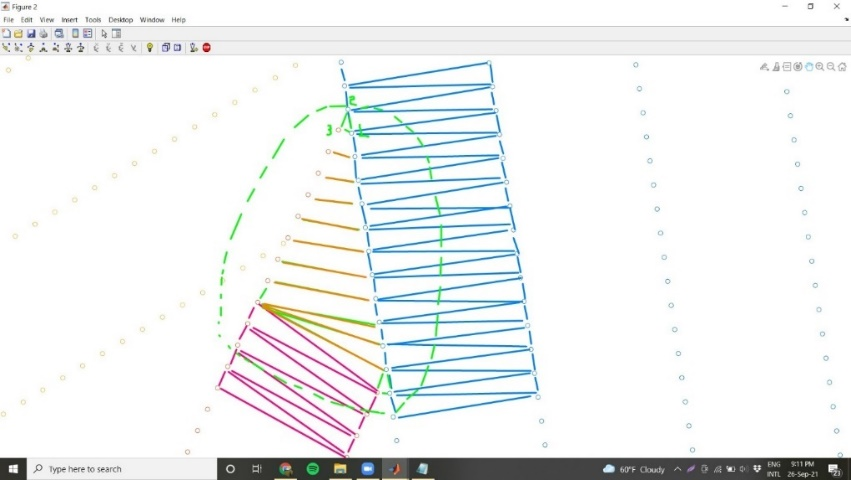 Figure 2
File Edit View Insert Tools Desktop Window Help
2
3
Type here to search
60°F Cloudy
ENG
INTL
9:11 PM
26-Sep-21
23